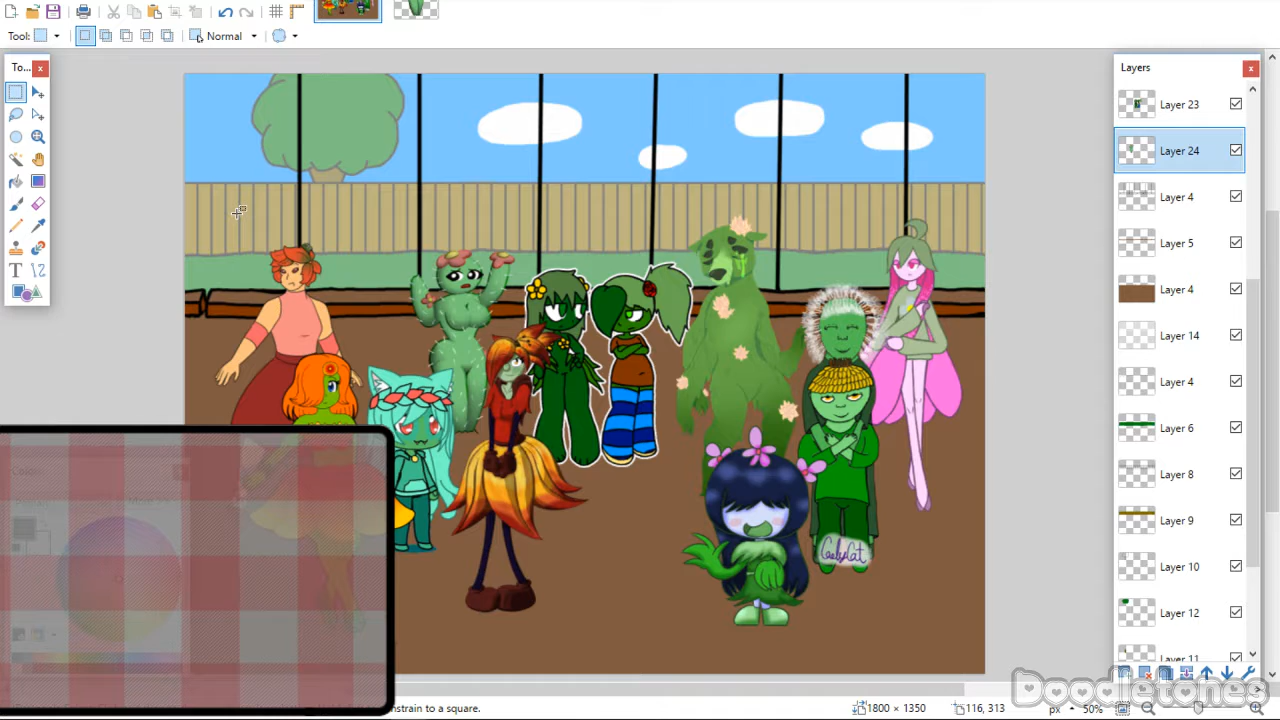 Tool: Normal
To...
Layers
Layer 23
Layer 24
Layer 4
Layer 5
Layer 4
Layer 14
Layer 4
Layer 6
Layer 8
Layer 9
Layer 10
Layer 12
Layer 11
GelyCat
Doodletones
nstrain to a square. 1800 × 1350 116, 313 px 50%